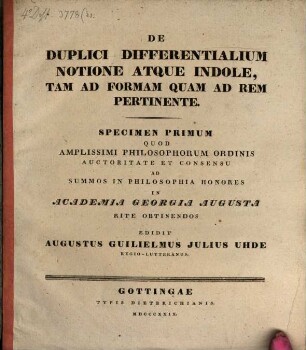 DE
DUPLICI DIFFERENTIALIUM
NOTIONE ATQUE INDOLE,
TAM AD FORMAM QUAM AD REM
PERTINENTE.
SPECIMEN PRIMUM
QUOD
AMPLISSIMI PHILOSOPHORUM ORDINIS
AUCTORITATE ET CONSENSU
AD
SUMMOS IN PHILOSOPHIA HONORES
IN
ACADEMIA GEORGIA AUGUSTA
RITE OBTINENDOS
EDIDIT
AUGUSTUS GUILIELMUS JULIUS UHDE
REGIO-LUTTERANUS.
GOTTINGAE
TYPIS DIETERICHIANIS.
MDCCCXXIX.